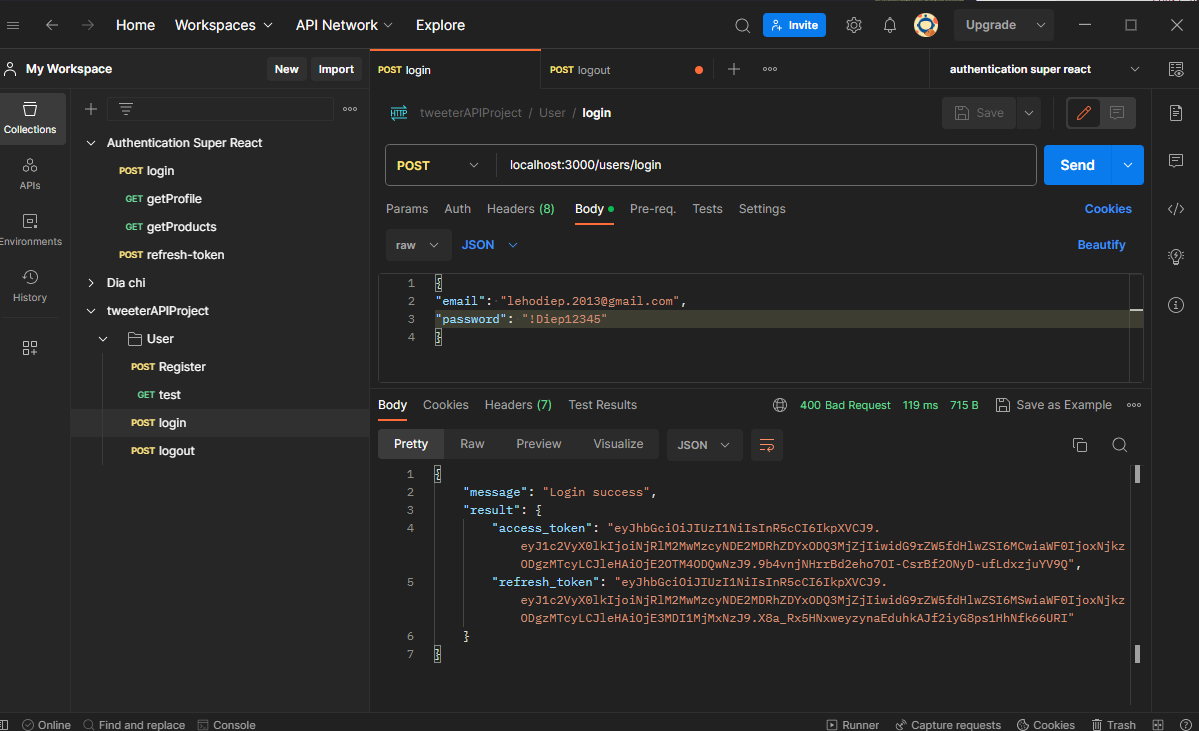 Home Workspaces API Network Explore Invite Upgrade
My Workspace New Import POST login POST logout authentication super react
Collections
APIs
Environments
History
Authentication Super React
POST login
GET getProfile
GET getProducts
POST refresh-token
Dia chi
tweeterAPIProject
User
POST Register
GET test
POST login
POST logout
HTTP tweeterAPIProject / User / login Save
POST localhost:3000/users/login Send
Params Auth Headers (8) Body Pre-req. Tests Settings Cookies
raw JSON Beautify
1 {
2 "email": "lehodiep.2013@gmail.com",
3 "password": "!Diep12345"
4 }
Body Cookies Headers (7) Test Results 400 Bad Request 119 ms 715 B Save as Example
Pretty Raw Preview Visualize JSON
1 {
2 "message": "Login success",
3 "result": {
4 "access_token": "eyJhbGciOiJIUzI1NiIsInR5cCI6IkpXVCJ9.
eyJ1c2VyX0lkIjoiNjRlM2MwMzcyNDE2MDRhZDYxODQ3MjZjIiwidG9rZW5fdHlwZSI6MCwiaWF0IjoxNjkz
ODgzMTcyLCJleHAiOjE2OTM4ODQwNzJ9.9b4vnjNHrrBd2eho7OI-CsrBf2ONyD-ufLdxzjuYV9Q",
5 "refresh_token": "eyJhbGciOiJIUzI1NiIsInR5cCI6IkpXVCJ9.
eyJ1c2VyX0lkIjoiNjRlM2MwMzcyNDE2MDRhZDYxODQ3MjZjIiwidG9rZW5fdHlwZSI6MSwiaWF0IjoxNjkz
ODgzMTcyLCJleHAiOjE3MDI1MjMxNzJ9.X8a_Rx5HNxweyzynaEduhkAJf2iyG8ps1HhNfk66URI"
6 }
7 }
Online Find and replace Console Runner Capture requests Cookies Trash